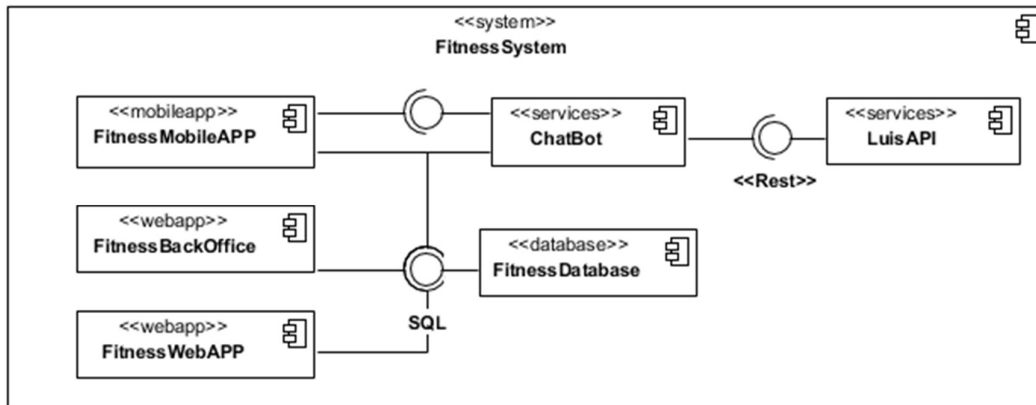 <<system>>
FitnessSystem
<<mobileapp>>
FitnessMobileAPP
<<services>>
ChatBot
<<services>>
LuisAPI
<<Rest>>
<<webapp>>
FitnessBackOffice
<<database>>
FitnessDatabase
SQL
<<webapp>>
FitnessWebAPP